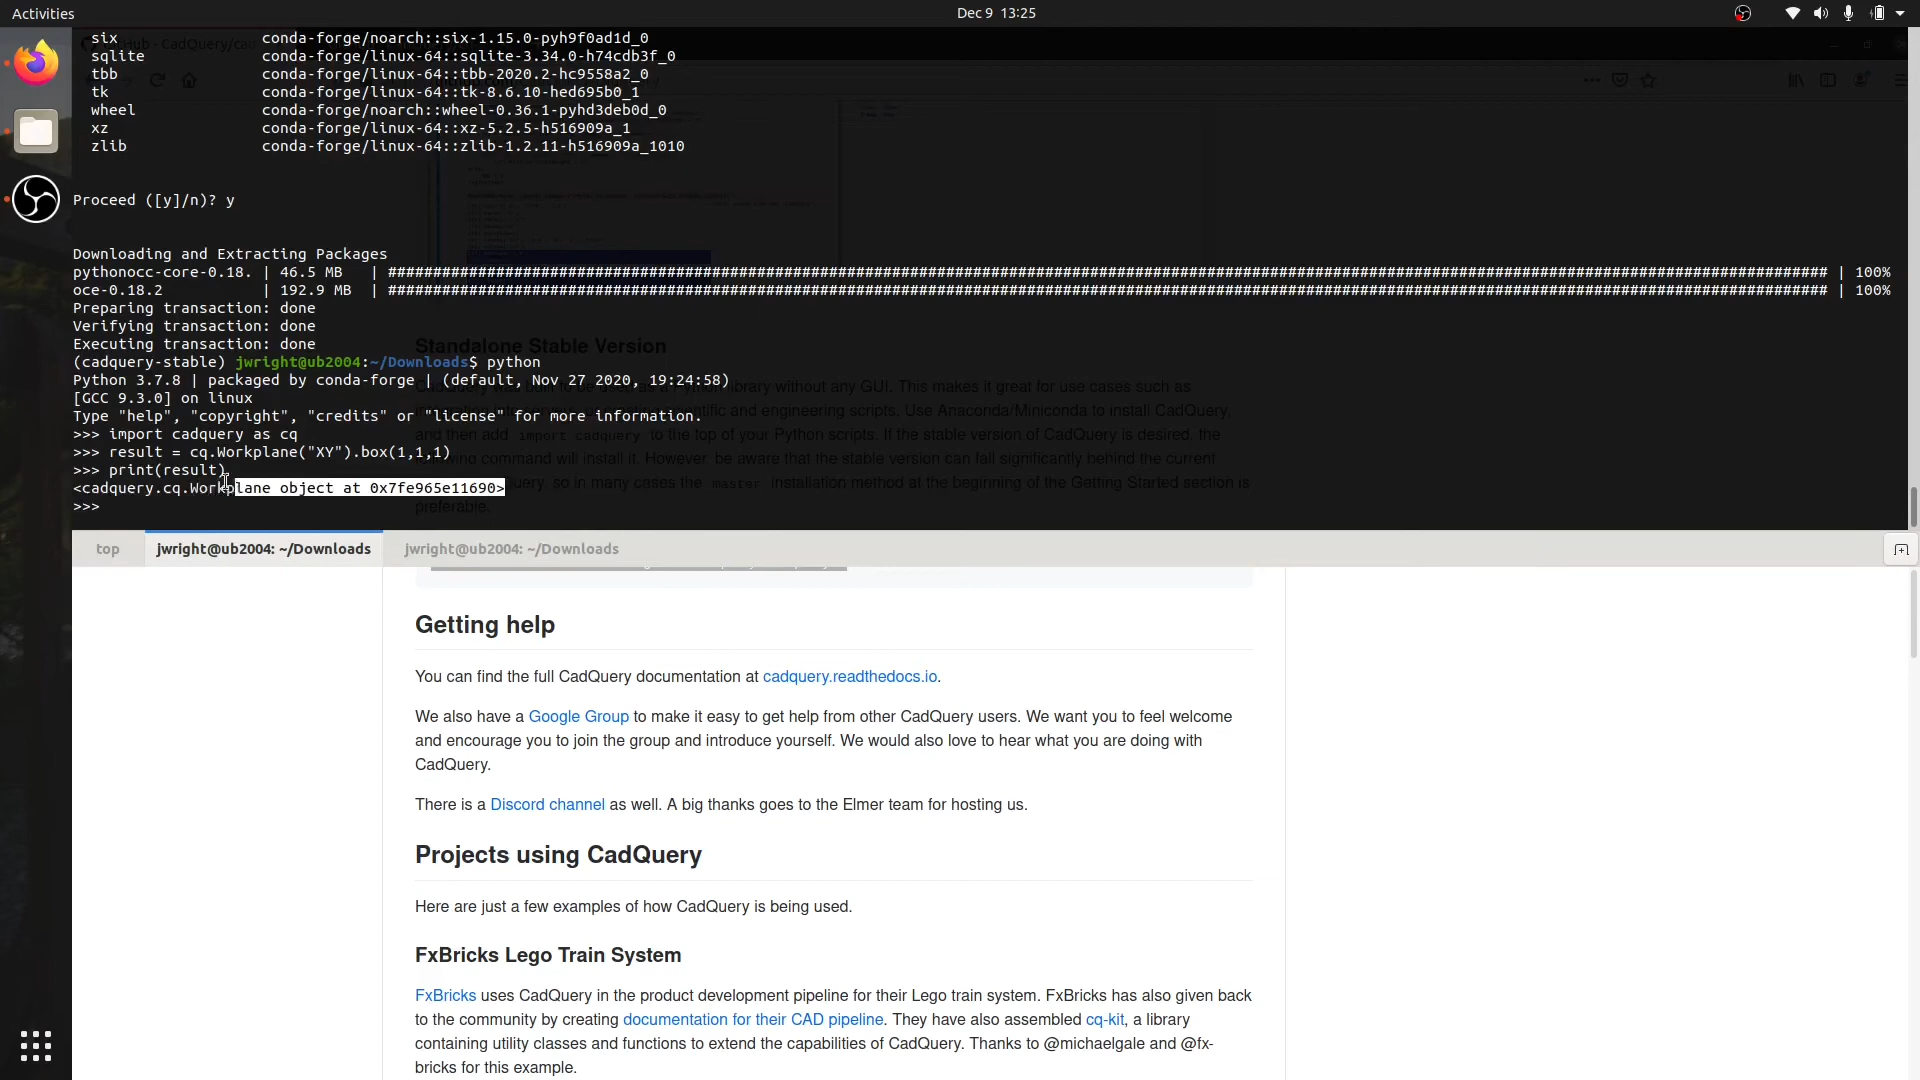 Activities
Dec 9 13:25
six conda-forge/noarch::six-1.15.0-pyh9f0ad1d_0
sqlite conda-forge/linux-64::sqlite-3.34.0-h74cdb3f_0
tbb conda-forge/linux-64::tbb-2020.2-hc9558a2_0
tk conda-forge/linux-64::tk-8.6.10-hed695b0_1
wheel conda-forge/noarch::wheel-0.36.1-pyhd3deb0d_0
xz conda-forge/linux-64::xz-5.2.5-h516909a_1
zlib conda-forge/linux-64::zlib-1.2.11-h516909a_1010
Proceed ([y]/n)? y
Downloading and Extracting Packages
pythonocc-core-0.18. | 46.5 MB | ################ | 100%
oce-0.18.2 | 192.9 MB | ################ | 100%
Preparing transaction: done
Verifying transaction: done
Executing transaction: done
Standalone Stable Version
(cadquery-stable) jwright@ub2004:~/Downloads$ python
Python 3.7.8 | packaged by conda-forge | (default, Nov 27 2020, 19:24:58)
[GCC 9.3.0] on linux
Type "help", "copyright", "credits" or "license" for more information.
>>> import cadquery as cq
>>> result = cq.Workplane("XY").box(1,1,1)
>>> print(result)
<cadquery.cq.Workplane object at 0x7fe965e11690>
>>>
top
jwright@ub2004: ~/Downloads
jwright@ub2004: ~/Downloads
Getting help
You can find the full CadQuery documentation at cadquery.readthedocs.io.
We also have a Google Group to make it easy to get help from other CadQuery users. We want you to feel welcome
and encourage you to join the group and introduce yourself. We would also love to hear what you are doing with
CadQuery.
There is a Discord channel as well. A big thanks goes to the Elmer team for hosting us.
Projects using CadQuery
Here are just a few examples of how CadQuery is being used.
FxBricks Lego Train System
FxBricks uses CadQuery in the product development pipeline for their Lego train system. FxBricks has also given back
to the community by creating documentation for their CAD pipeline. They have also assembled cq-kit, a library
containing utility classes and functions to extend the capabilities of CadQuery. Thanks to @michaelgale and @fx-
bricks for this example.